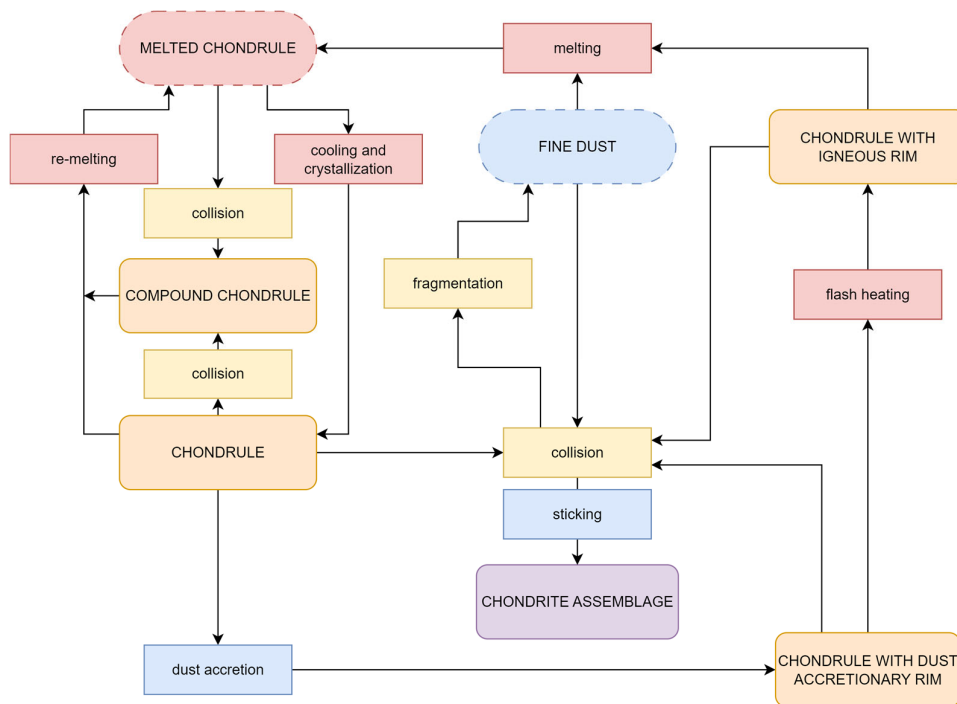 MELTED CHONDRULE
melting
re-melting
cooling and
crystallization
FINE DUST
CHONDRULE WITH
IGNEOUS RIM
collision
fragmentation
flash heating
COMPOUND CHONDRULE
collision
CHONDRULE
collision
sticking
CHONDRITE ASSEMBLAGE
dust accretion
CHONDRULE WITH DUST
ACCRETIONARY RIM